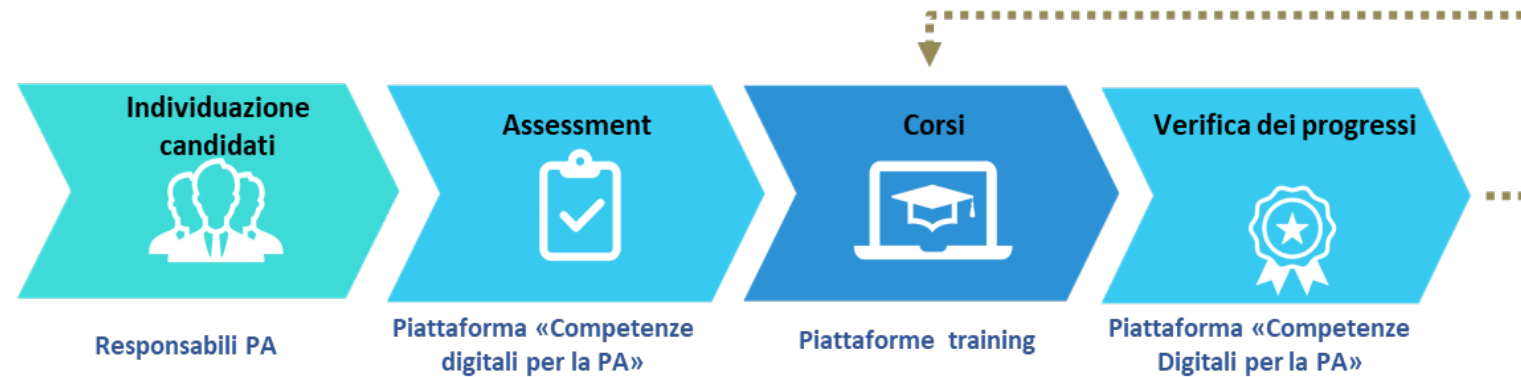 Individuazione
candidati
Assessment
Corsi
Verifica dei progressi
Responsabili PA
Piattaforma «Competenze
digitali per la PA»
Piattaforme training
Piattaforma «Competenze
Digitali per la PA»